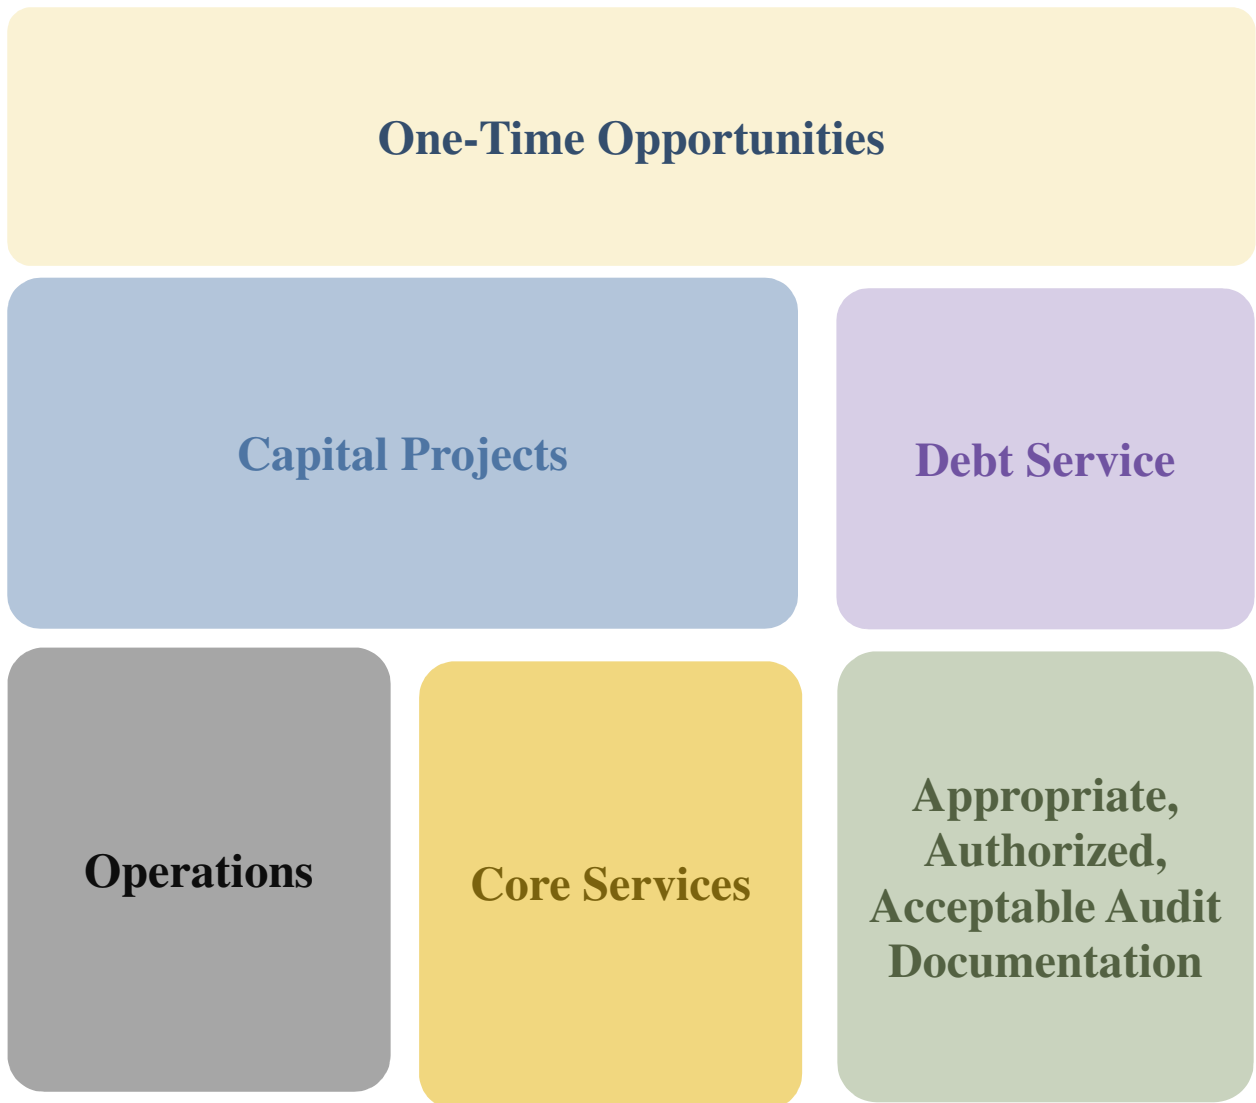 One-Time Opportunities
Capital Projects
Debt Service
Operations
Core Services
Appropriate,
Authorized,
Acceptable Audit
Documentation